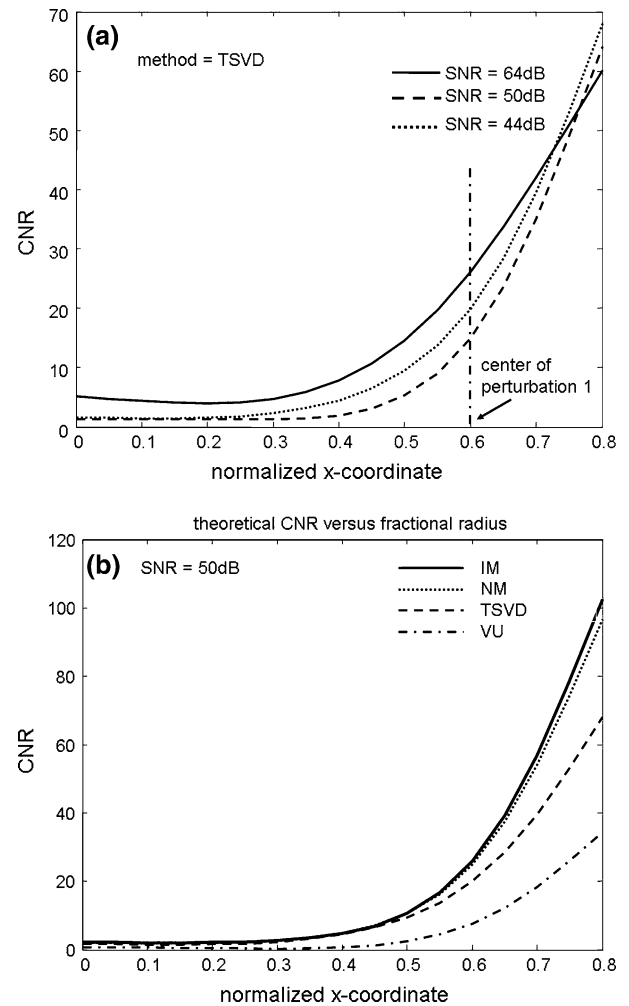 (a)
method = TSVD
SNR = 64dB
SNR = 50dB
SNR = 44dB
center of
perturbation 1
70
60
50
40
30
20
10
0
CNR
0.0 0.1 0.2 0.3 0.4 0.5 0.6 0.7 0.8
normalized x-coordinate
theoretical CNR versus fractional radius
(b)
SNR = 50dB
IM
NM
TSVD
VU
120
100
80
60
40
20
0
CNR
0 0.1 0.2 0.3 0.4 0.5 0.6 0.7 0.8
normalized x-coordinate